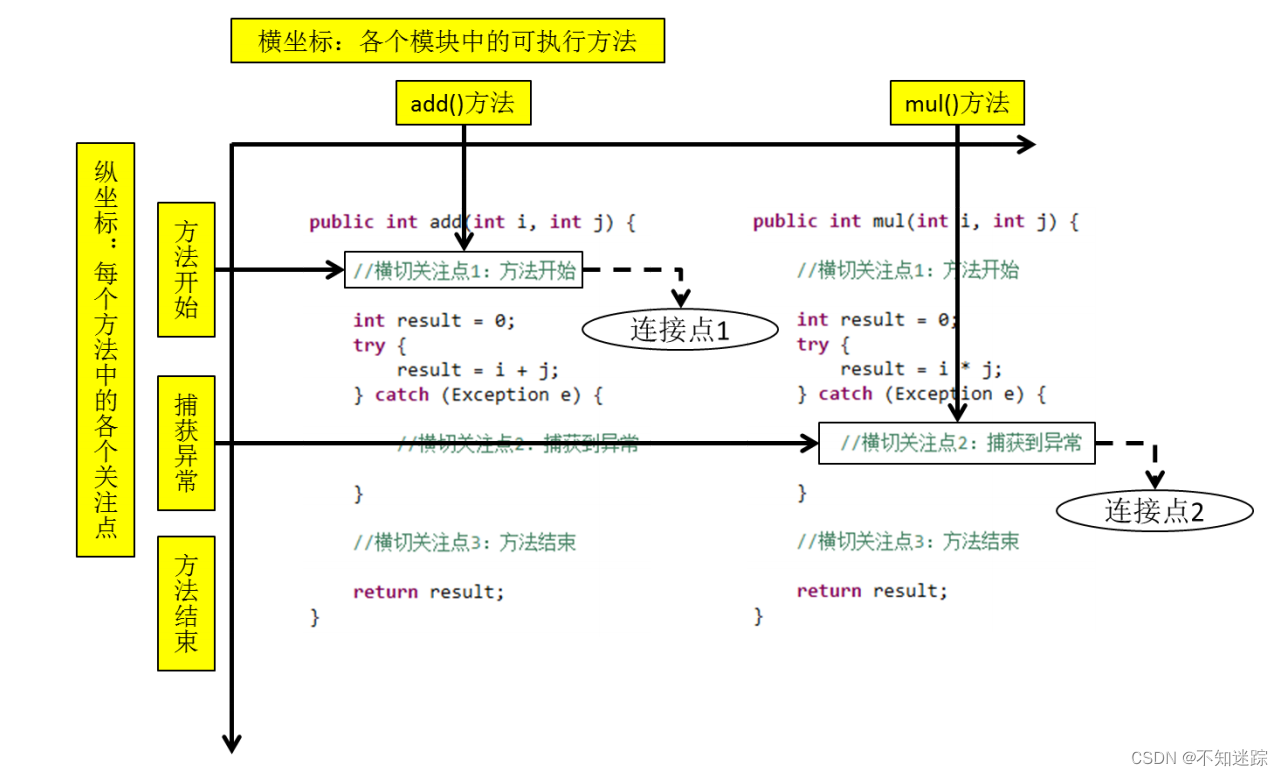 横坐标：各个模块中的可执行方法
add()方法
mul()方法
纵坐标：每个方法中的各个关注点
方法开始
捕获异常
方法结束
public int add(int i, int j) {
//横切关注点1：方法开始
连接点1
int result = 0;
try {
result = i + j;
} catch (Exception e) {
//横切关注点2：捕获到异常
}
//横切关注点3：方法结束
return result;
}
public int mul(int i, int j) {
//横切关注点1：方法开始
int result = 0;
try {
result = i * j;
} catch (Exception e) {
//横切关注点2：捕获到异常
连接点2
}
//横切关注点3：方法结束
return result;
}
CSDN @不知迷踪